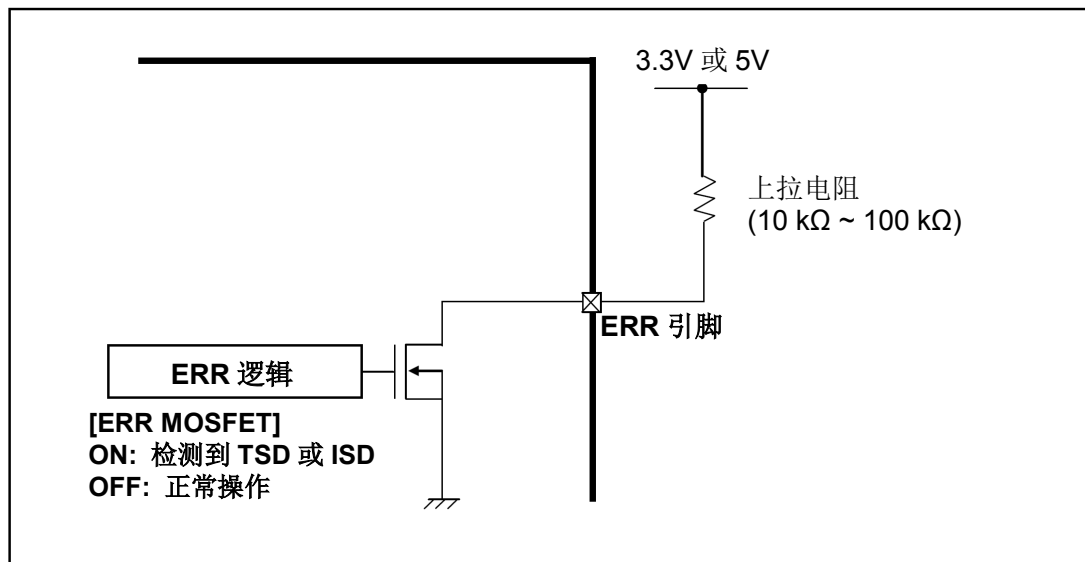 3.3V 或 5V
上拉电阻
(10 kΩ ~ 100 kΩ)
ERR 引脚
ERR 逻辑
[ERR MOSFET]
ON: 检测到 TSD 或 ISD
OFF: 正常操作